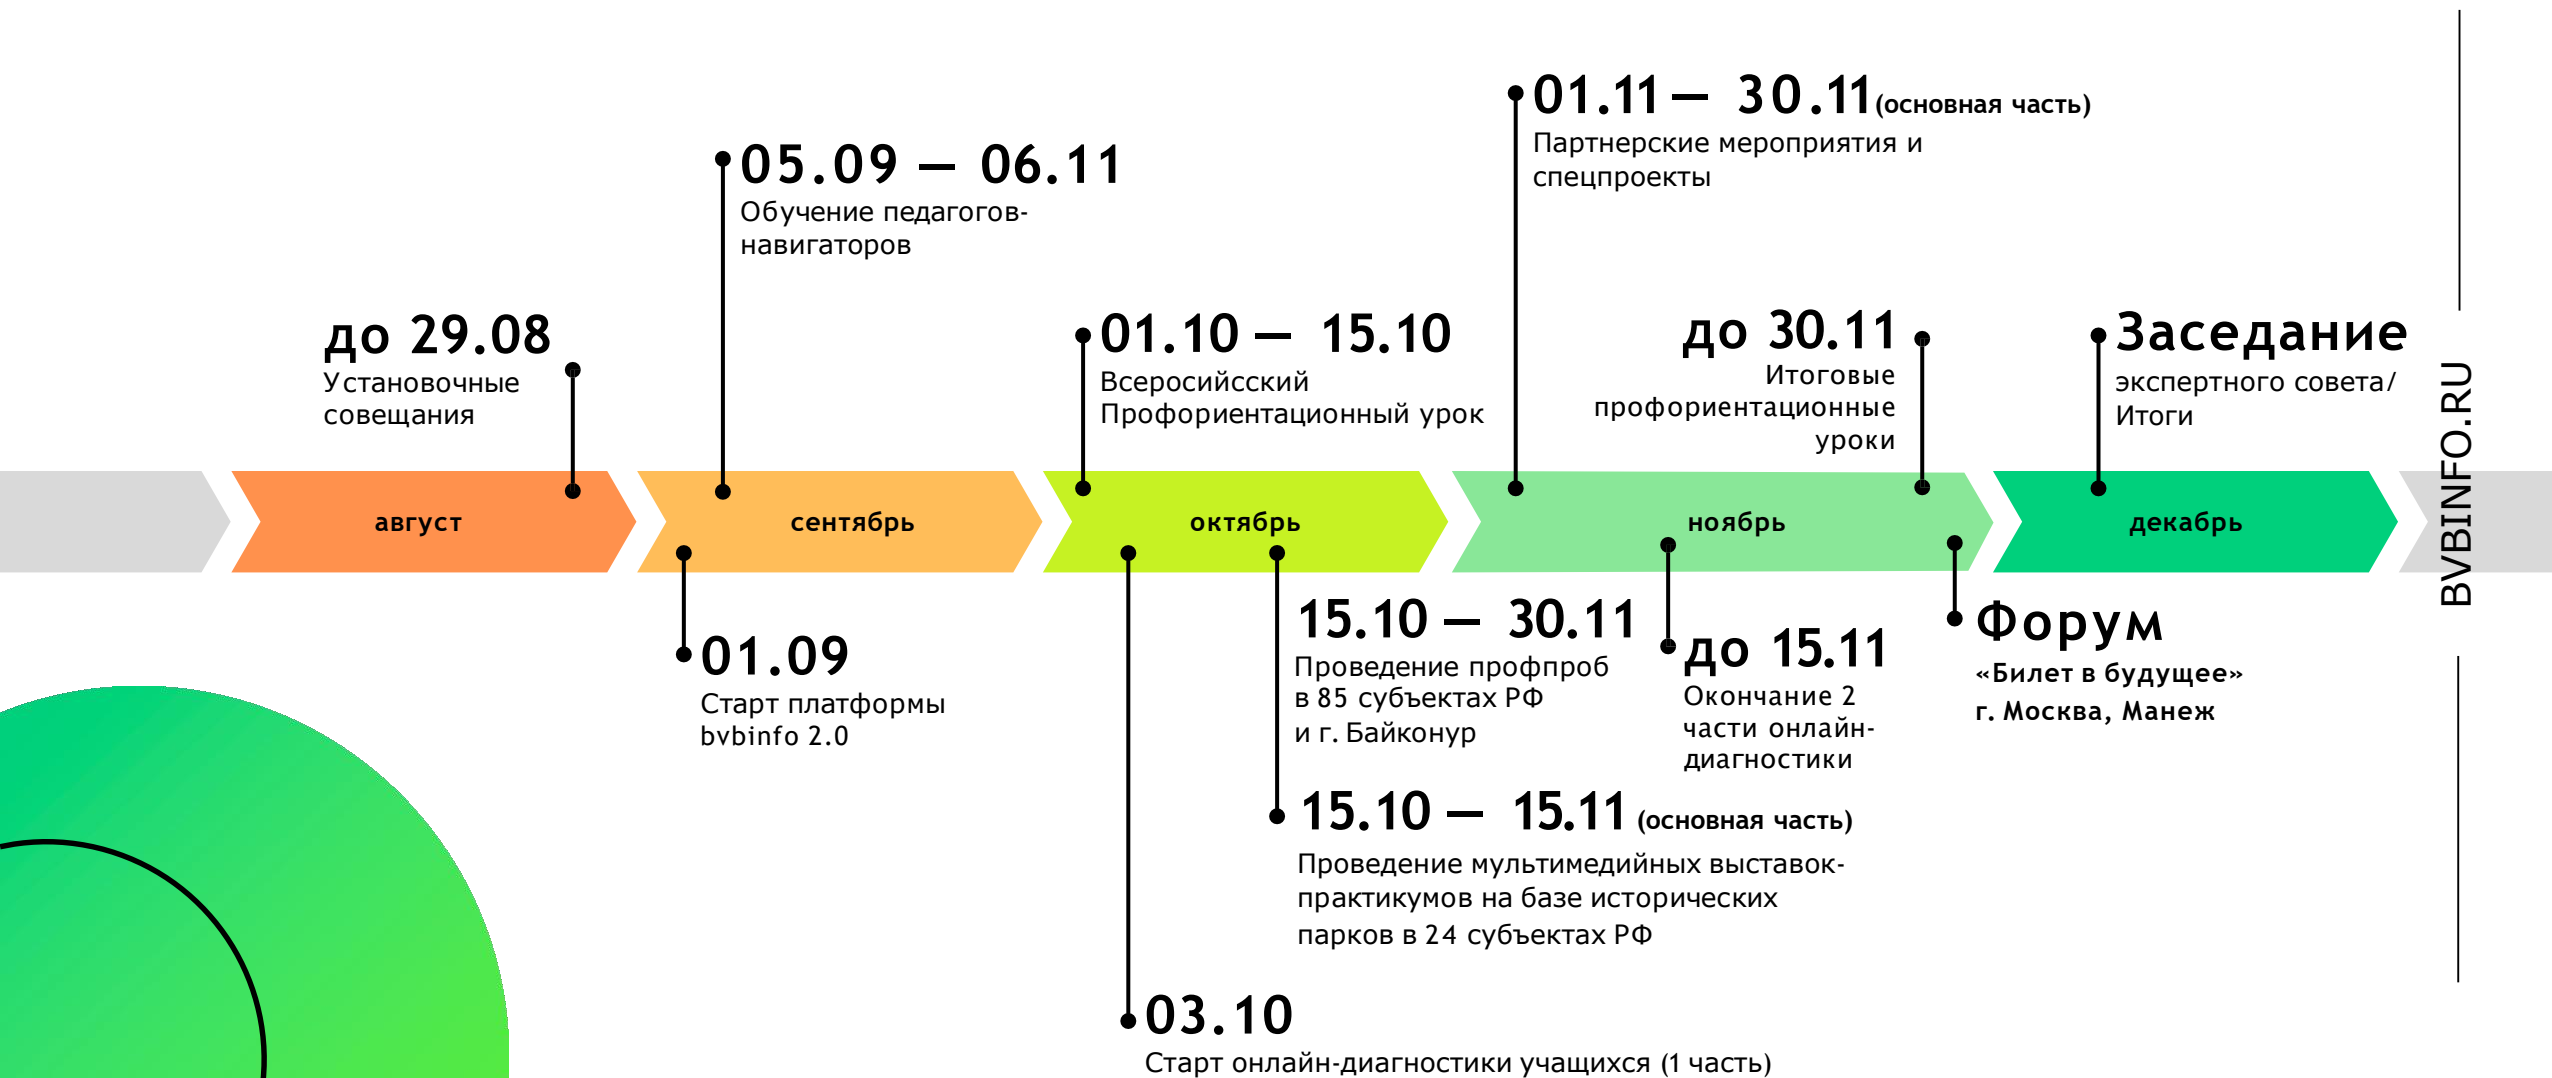 01.11 — 30.11 (основная часть)
Партнерские мероприятия и
спецпроекты
05.09 — 06.11
Обучение педагогов-
навигаторов
до 29.08
Установочные
совещания
01.10 — 15.10
Всеросийсский
Профориентационный урок
до 30.11
Итоговые
профориентационные
уроки
Заседание
экспертного совета/
Итоги
BVBINFO.RU
август
сентябрь
октябрь
ноябрь
декабрь
01.09
Старт платформы
bvbinfo 2.0
15.10 — 30.11
Проведение профпроб
в 85 субъектах РФ
и г. Байконур
до 15.11
Окончание 2
части онлайн-
диагностики
Форум
«Билет в будущее»
г. Москва, Манеж
15.10 — 15.11 (основная часть)
Проведение мультимедийных выставок-
практикумов на базе исторических
парков в 24 субъектах РФ
03.10
Старт онлайн-диагностики учащихся (1 часть)